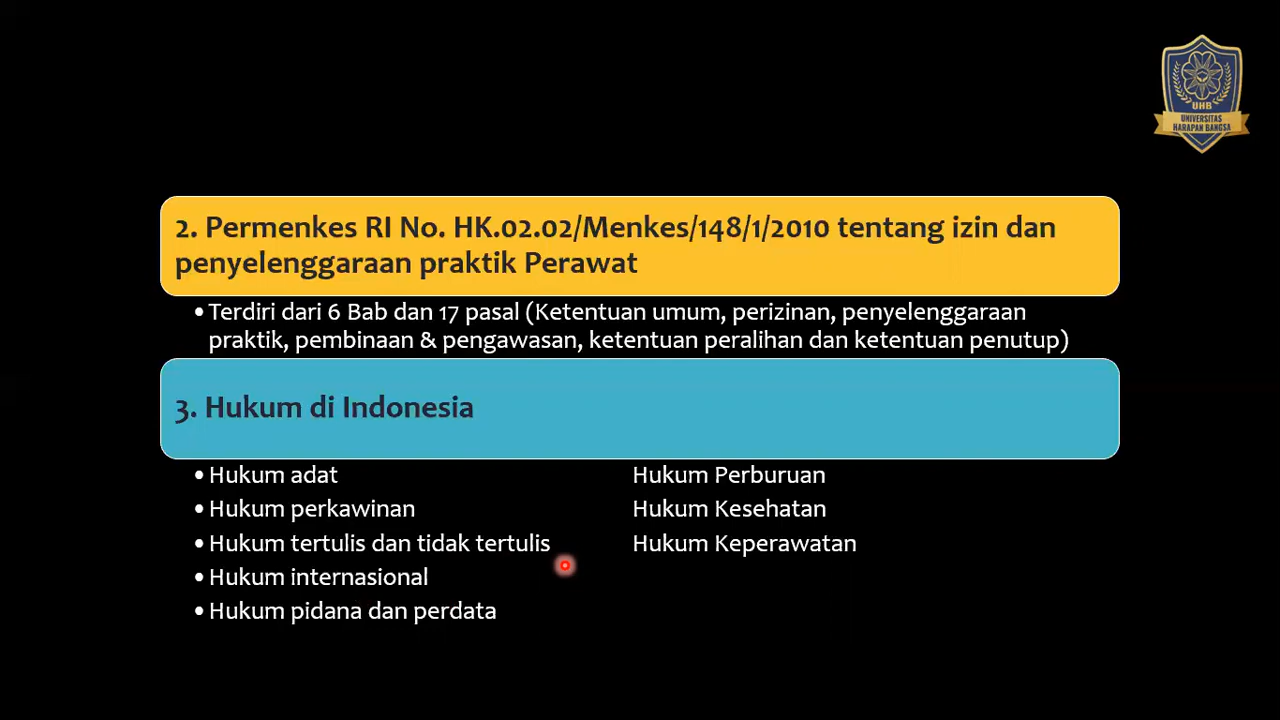 UHB
UNIVERSITAS
HARAPAN BANGSA
2. Permenkes RI No. HK.02.02/Menkes/148/1/2010 tentang izin dan
penyelenggaraan praktik Perawat
• Terdiri dari 6 Bab dan 17 pasal (Ketentuan umum, perizinan, penyelenggaraan
praktik, pembinaan & pengawasan, ketentuan peralihan dan ketentuan penutup)
3. Hukum di Indonesia
• Hukum adat Hukum Perburuan
• Hukum perkawinan Hukum Kesehatan
• Hukum tertulis dan tidak tertulis Hukum Keperawatan
• Hukum internasional
• Hukum pidana dan perdata